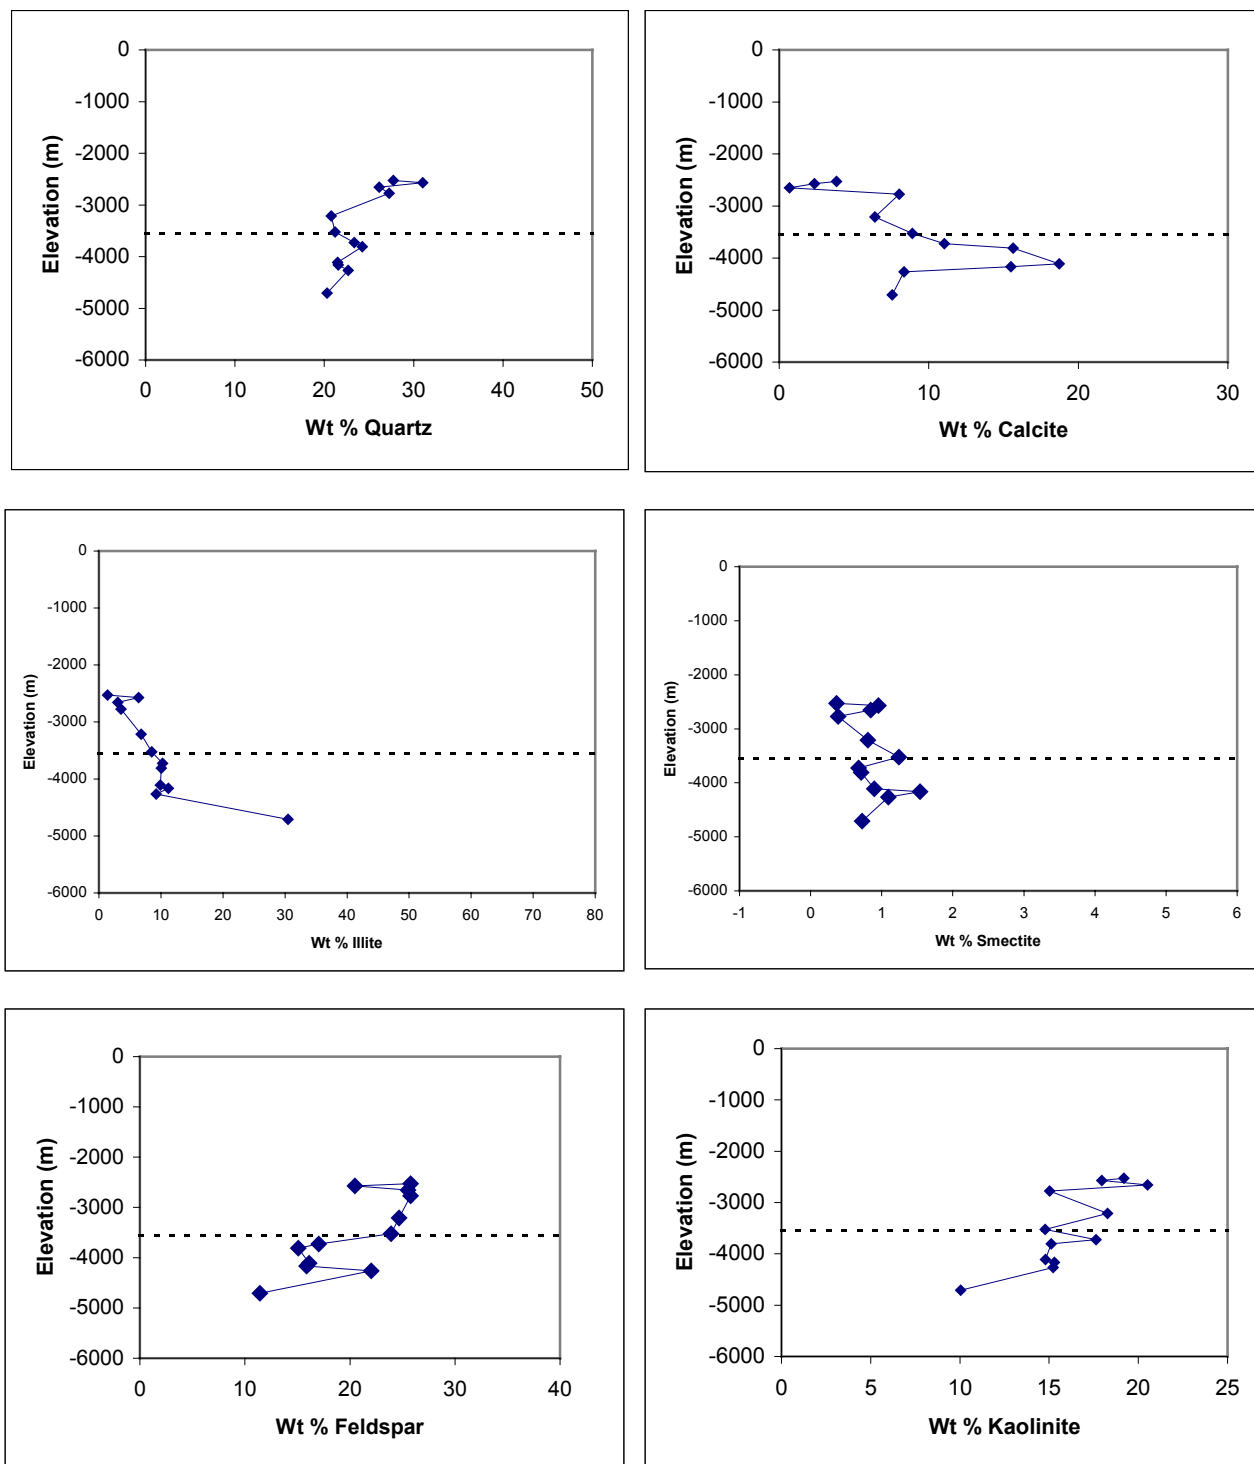 0
-1000
-2000
-3000
-4000
-5000
-6000
Elevation (m)
0 10 20 30 40 50
Wt % Quartz
0
-1000
-2000
-3000
-4000
-5000
-6000
Elevation (m)
0 10 20 30
Wt % Calcite
0
-1000
-2000
-3000
-4000
-5000
-6000
Elevation (m)
0 10 20 30 40 50 60 70 80
Wt % Illite
0
-1000
-2000
-3000
-4000
-5000
-6000
Elevation (m)
-1 0 1 2 3 4 5 6
Wt % Smectite
0
-1000
-2000
-3000
-4000
-5000
-6000
Elevation (m)
0 10 20 30 40
Wt % Feldspar
0
-1000
-2000
-3000
-4000
-5000
-6000
Elevation (m)
0 5 10 15 20 25
Wt % Kaolinite